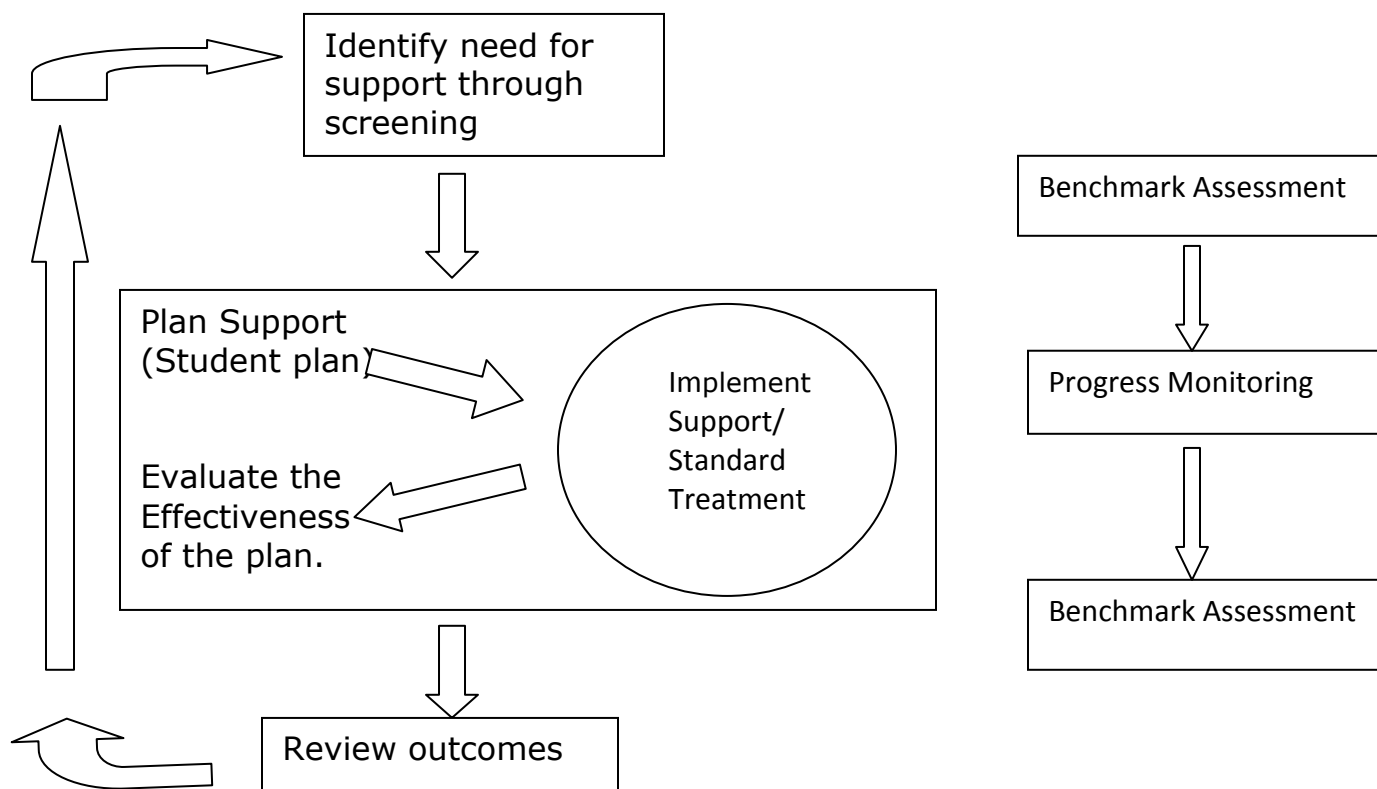 Identify need for
support through
screening
Plan Support
(Student plan)
Evaluate the
Effectiveness
of the plan.
Implement
Support/
Standard
Treatment
Review outcomes
Benchmark Assessment
Progress Monitoring
Benchmark Assessment